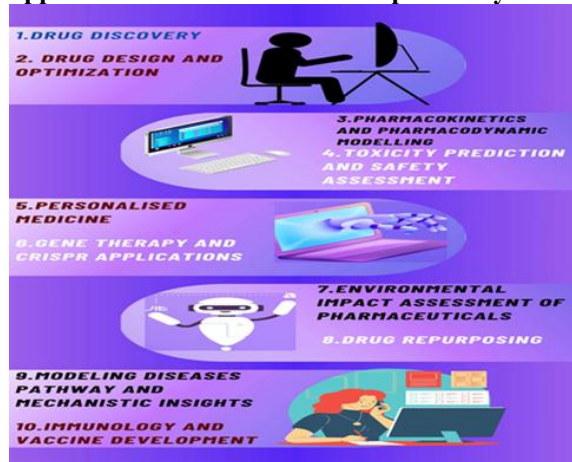 1.DRUG DISCOVERY
2. DRUG DESIGN AND
OPTIMIZATION
3.PHARMACOKINETICS
AND PHARMACODYNAMIC
MODELLING
4.TOXICITY PREDICTION
AND SAFETY
ASSESSMENT
5.PERSONALISED
MEDICINE
6.GENE THERAPY AND
CRISPR APPLICATIONS
7.ENVIRONMENTAL
IMPACT ASSESSMENT OF
PHARMACEUTICALS
8.DRUG REPURPOSING
9.MODELING DISEASES
PATHWAY AND
MECHANISTIC INSIGHTS
10.IMMUNOLOGY AND
VACCINE DEVELOPMENT